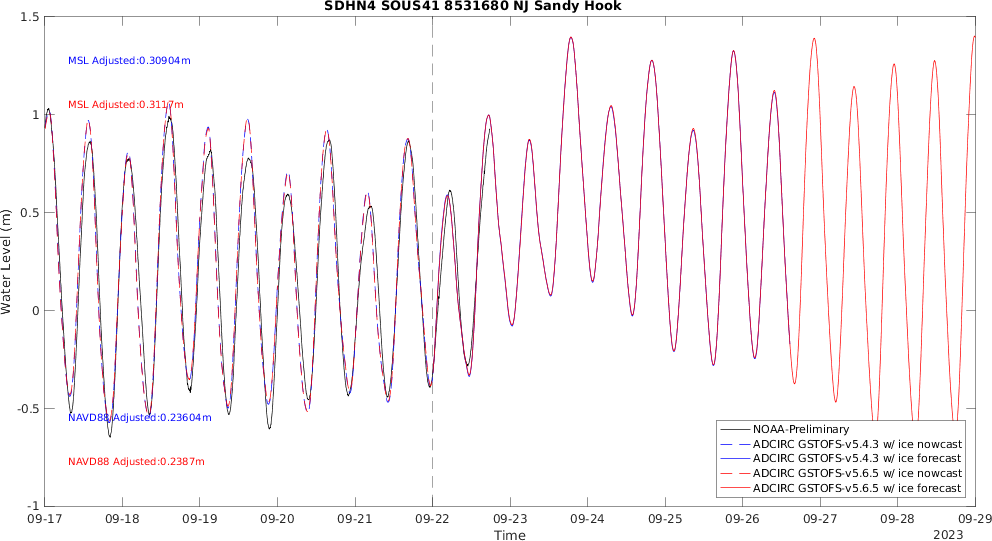 SDHN4 SOUS41 8531680 NJ Sandy Hook
1.5
MSL Adjusted:0.30904m
MSL Adjusted:0.3117m
1
0.5
Water Level (m)
0
-0.5
NAVD88 Adjusted:0.23604m
NAVD88 Adjusted:0.2387m
NOAA-Preliminary
ADCIRC GSTOFS-v5.4.3 w/ ice nowcast
ADCIRC GSTOFS-v5.4.3 w/ ice forecast
ADCIRC GSTOFS-v5.6.5 w/ ice nowcast
ADCIRC GSTOFS-v5.6.5 w/ ice forecast
-1
09-17 09-18 09-19 09-20 09-21 09-22 09-23 09-24 09-25 09-26 09-27 09-28 09-29
Time
2023